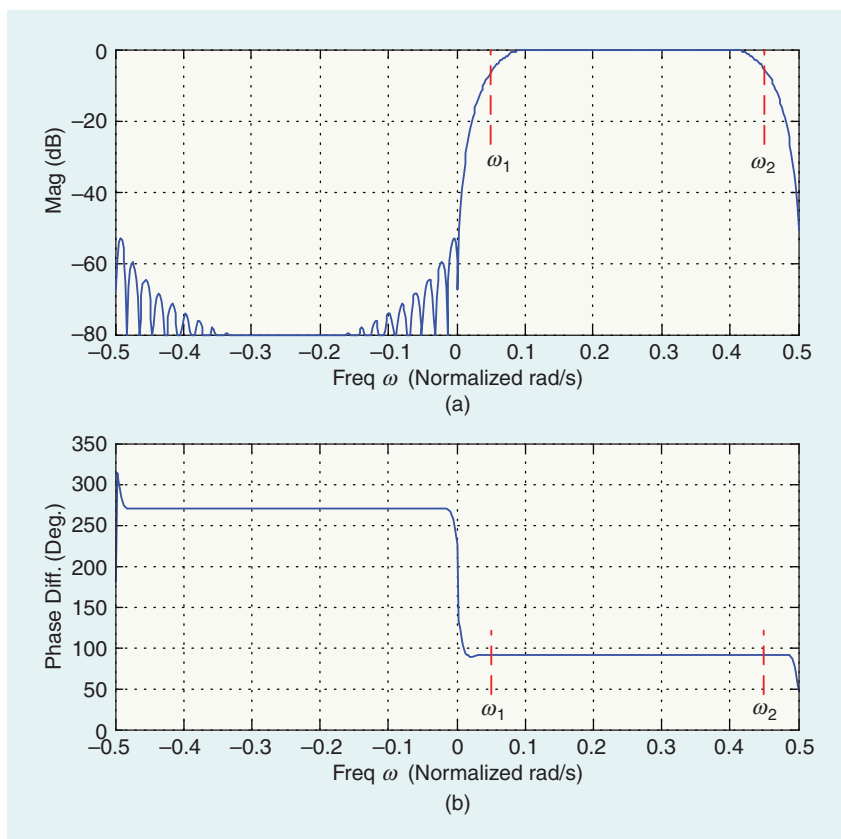 0
−20
−40
−60
−80
Mag (dB)
ω1
ω2
−0.5 −0.4 −0.3 −0.2 −0.1 0 0.1 0.2 0.3 0.4 0.5
Freq ω (Normalized rad/s)
(a)
350
300
250
200
150
100
50
0
Phase Diff. (Deg.)
ω1
ω2
−0.5 −0.4 −0.3 −0.2 −0.1 0 0.1 0.2 0.3 0.4 0.5
Freq ω (Normalized rad/s)
(b)